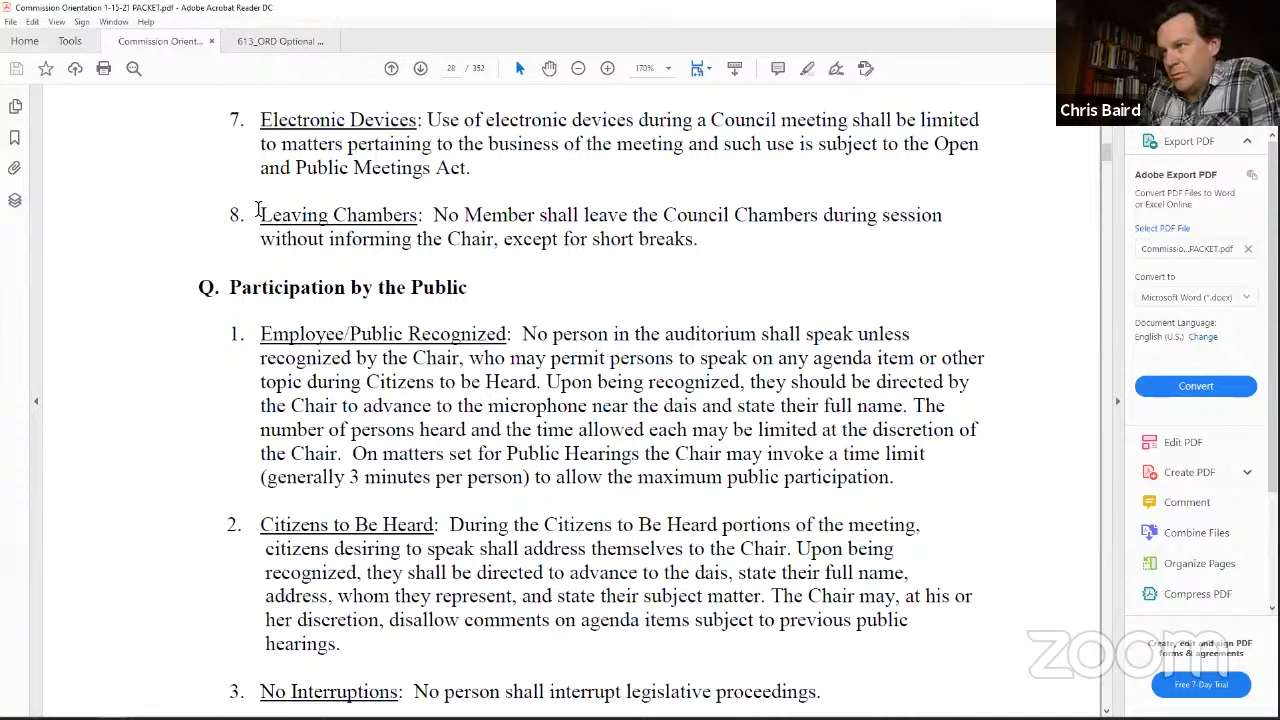 Commission Orientation 1-15-21 PACKET.pdf - Adobe Acrobat Reader DC
File Edit View Sign Window Help
Home Tools Commission Orient... × 613_ORD Optional ... ×
28 / 352 170%
Chris Baird
7. Electronic Devices: Use of electronic devices during a Council meeting shall be limited
to matters pertaining to the business of the meeting and such use is subject to the Open
and Public Meetings Act.
8. Leaving Chambers: No Member shall leave the Council Chambers during session
without informing the Chair, except for short breaks.
Q. Participation by the Public
1. Employee/Public Recognized: No person in the auditorium shall speak unless
recognized by the Chair, who may permit persons to speak on any agenda item or other
topic during Citizens to be Heard. Upon being recognized, they should be directed by
the Chair to advance to the microphone near the dais and state their full name. The
number of persons heard and the time allowed each may be limited at the discretion of
the Chair. On matters set for Public Hearings the Chair may invoke a time limit
(generally 3 minutes per person) to allow the maximum public participation.
2. Citizens to Be Heard: During the Citizens to Be Heard portions of the meeting,
citizens desiring to speak shall address themselves to the Chair. Upon being
recognized, they shall be directed to advance to the dais, state their full name,
address, whom they represent, and state their subject matter. The Chair may, at his or
her discretion, disallow comments on agenda items subject to previous public
hearings.
3. No Interruptions: No person shall interrupt legislative proceedings.
Export PDF
Adobe Export PDF
Convert PDF Files to Word
or Excel Online
Select PDF File
Commissio...PACKET.pdf ×
Convert to
Microsoft Word (*.docx)
Document Language:
English (U.S.) Change
Convert
Edit PDF
Create PDF
Comment
Combine Files
Organize Pages
Compress PDF
Create, edit and sign PDF
forms & agreements
Free 7-Day Trial
zoom